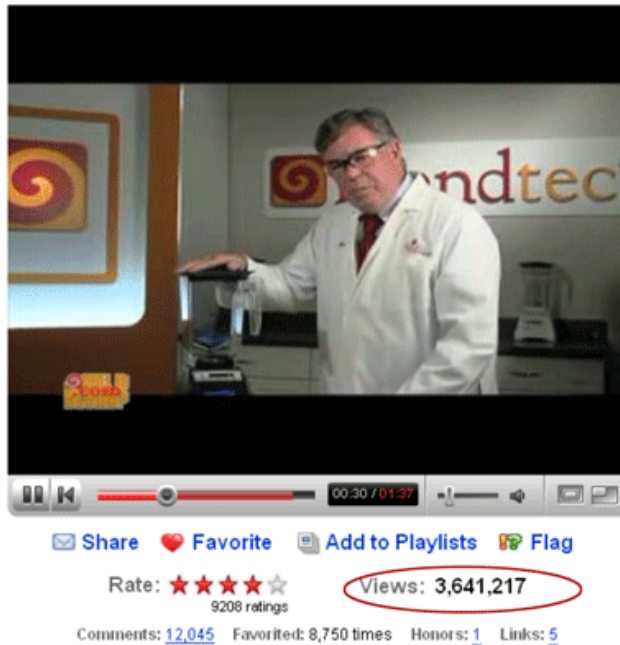 ndtec
00:30 / 01:37
Share Favorite Add to Playlists Flag
Rate: Views: 3,641,217
9208 ratings
Comments: 12,045 Favorited: 8,750 times Honors: 1 Links: 5